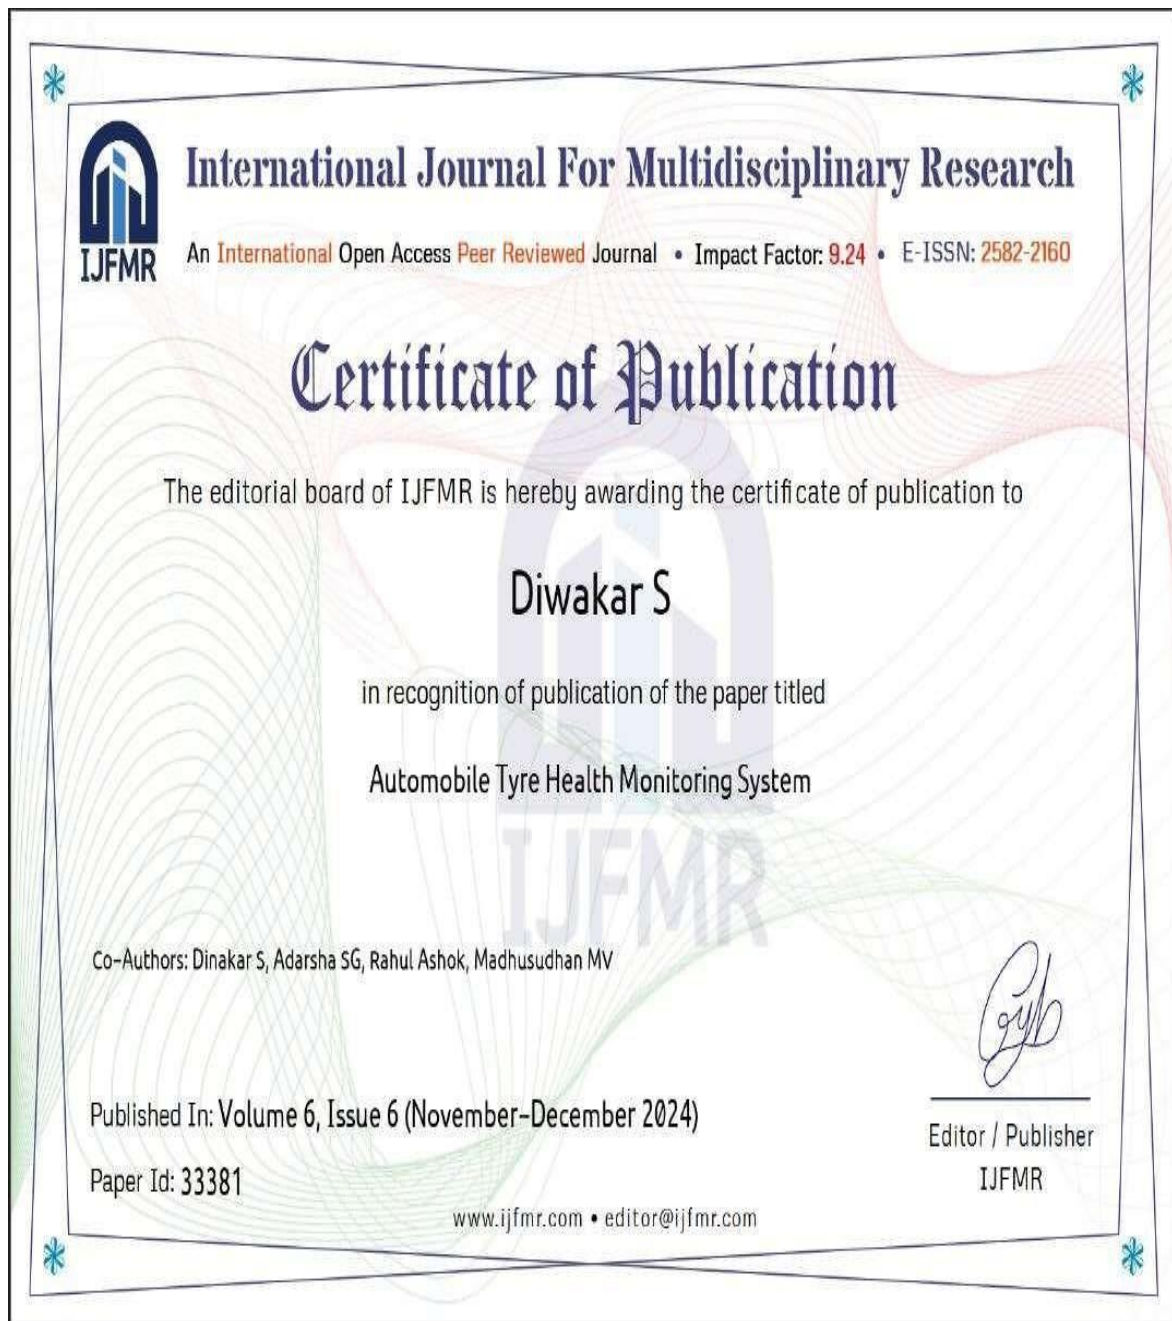 International Journal For Multidisciplinary Research
IJFMR
An International Open Access Peer Reviewed Journal • Impact Factor: 9.24 • E-ISSN: 2582-2160
Certificate of Publication
The editorial board of IJFMR is hereby awarding the certificate of publication to
Diwakar S
in recognition of publication of the paper titled
Automobile Tyre Health Monitoring System
IJFMR
Co-Authors: Dinakar S, Adarsha SG, Rahul Ashok, Madhusudhan MV
Published In: Volume 6, Issue 6 (November-December 2024)
Editor / Publisher
Paper Id: 33381
IJFMR
www.ijfmr.com • editor@ijfmr.com